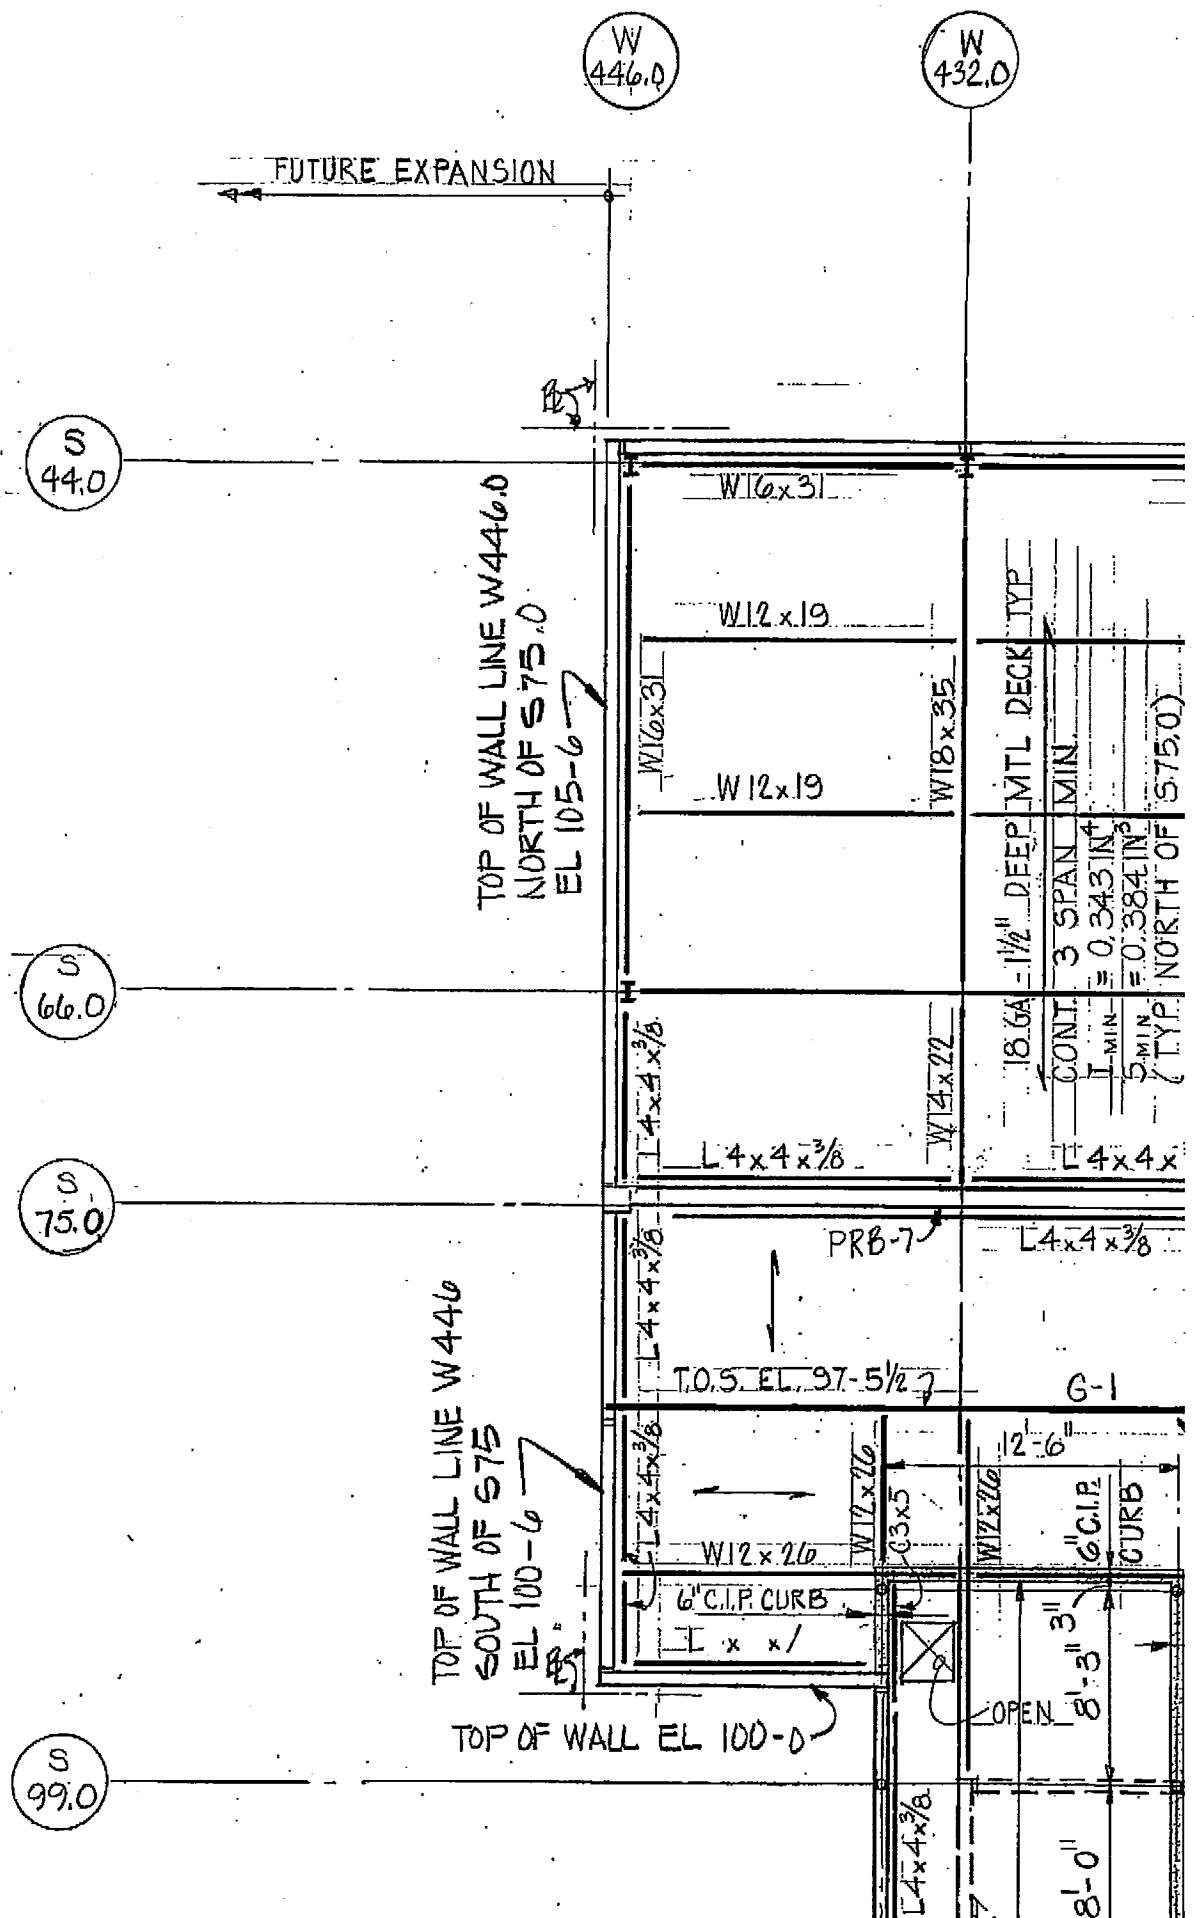 W
446.0
W
432.0
FUTURE EXPANSION
S
44.0
W16x31
TOP OF WALL LINE W446.0
NORTH OF S75.0
EL 105-6
W12x19
W16x31
W18x35
W12x19
18 GA - 1½" DEEP MTL DECK TYP
CONT. 3 SPAN MIN
I MIN = 0.343 IN⁴
S MIN = 0.384 IN³
(TYP. NORTH OF S75.0)
S
66.0
L4x4x3/8
W14x22
L4x4x3/8
L4x4x
S
75.0
PRB-7
L4x4x3/8
L4x4x3/8
TOP OF WALL LINE W446
SOUTH OF S75
EL 100-6
T.O.S. EL. 97-5½
G-1
12'-6"
L4x4x3/8
W12x26
C3x5
W12x26
6" C.I.P.
CURB
W12x26
6" C.I.P. CURB
L x x/
3"
8'-3"
OPEN
TOP OF WALL EL 100-0
S
99.0
L4x4x3/8
8'-0"